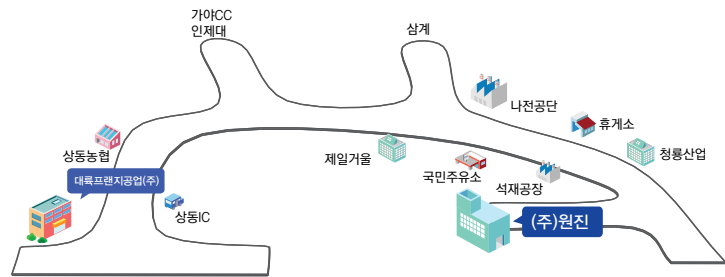 가야CC
인제대
삼계
나전공단
휴게소
상동농협
제일거울
청룡산업
대륙프랜지공업(주)
국민주유소
석재공장
상동IC
(주)원진